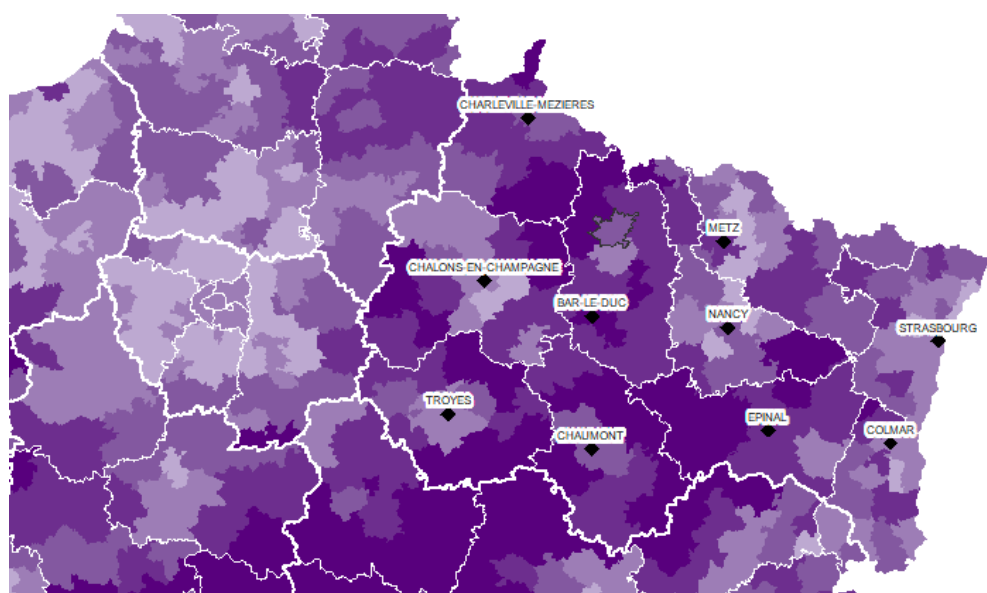 CHARLEVILLE-MEZIERES
METZ
CHALONS-EN-CHAMPAGNE
BAR-LE-DUC
NANCY
STRASBOURG
TROYES
EPINAL
COLMAR
CHAUMONT